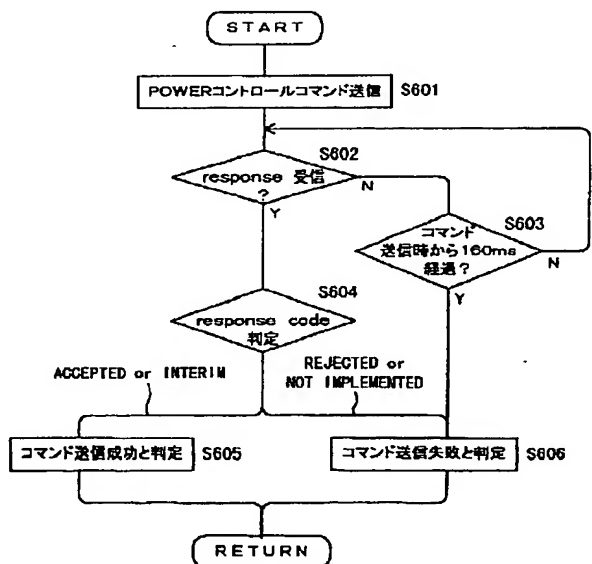 START
POWERコントロールコマンド送信 S601
S602
response 受信
?
N
Y
S603
コマンド
送信時から160ms
経過?
N
Y
S604
response code
判定
ACCEPTED or INTERIM
REJECTED or
NOT IMPLEMENTED
コマンド送信成功と判定 S605
コマンド送信失敗と判定 S606
RETURN